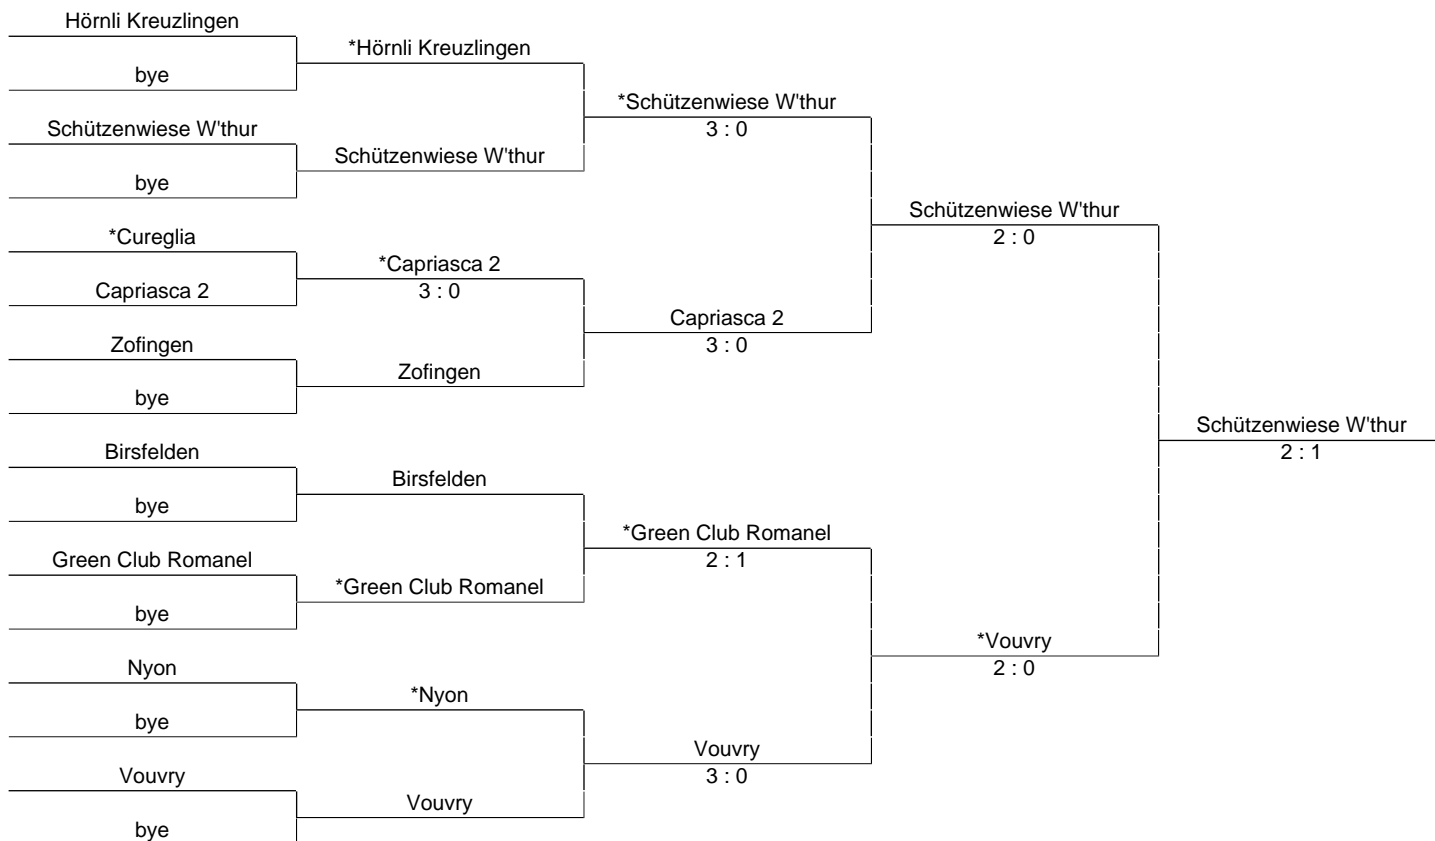 Hörnli Kreuzlingen
bye
Schützenwiese W'thur
bye
*Cureglia
Capriasca 2
Zofingen
bye
Birsfelden
bye
Green Club Romanel
bye
Nyon
bye
Vouvry
bye
*Hörnli Kreuzlingen
Schützenwiese W'thur
*Capriasca 2
3 : 0
Zofingen
Birsfelden
*Green Club Romanel
*Nyon
Vouvry
*Schützenwiese W'thur
3 : 0
Capriasca 2
3 : 0
*Green Club Romanel
2 : 1
Vouvry
3 : 0
Schützenwiese W'thur
2 : 0
*Vouvry
2 : 0
Schützenwiese W'thur
2 : 1